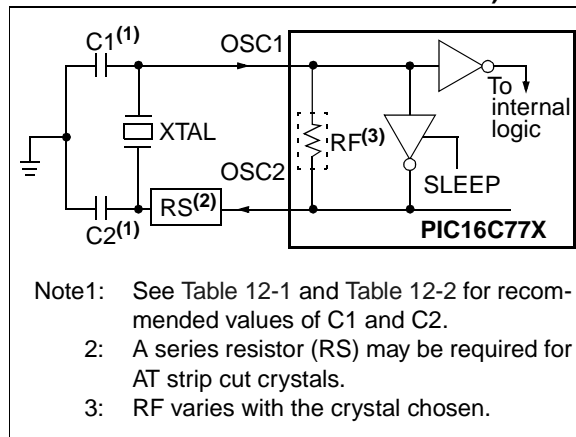 C1(1)
OSC1
To
internal
logic
XTAL
RF(3)
OSC2
SLEEP
RS(2)
C2(1)
PIC16C77X
Note1: See Table 12-1 and Table 12-2 for recom-
mended values of C1 and C2.
2: A series resistor (RS) may be required for
AT strip cut crystals.
3: RF varies with the crystal chosen.